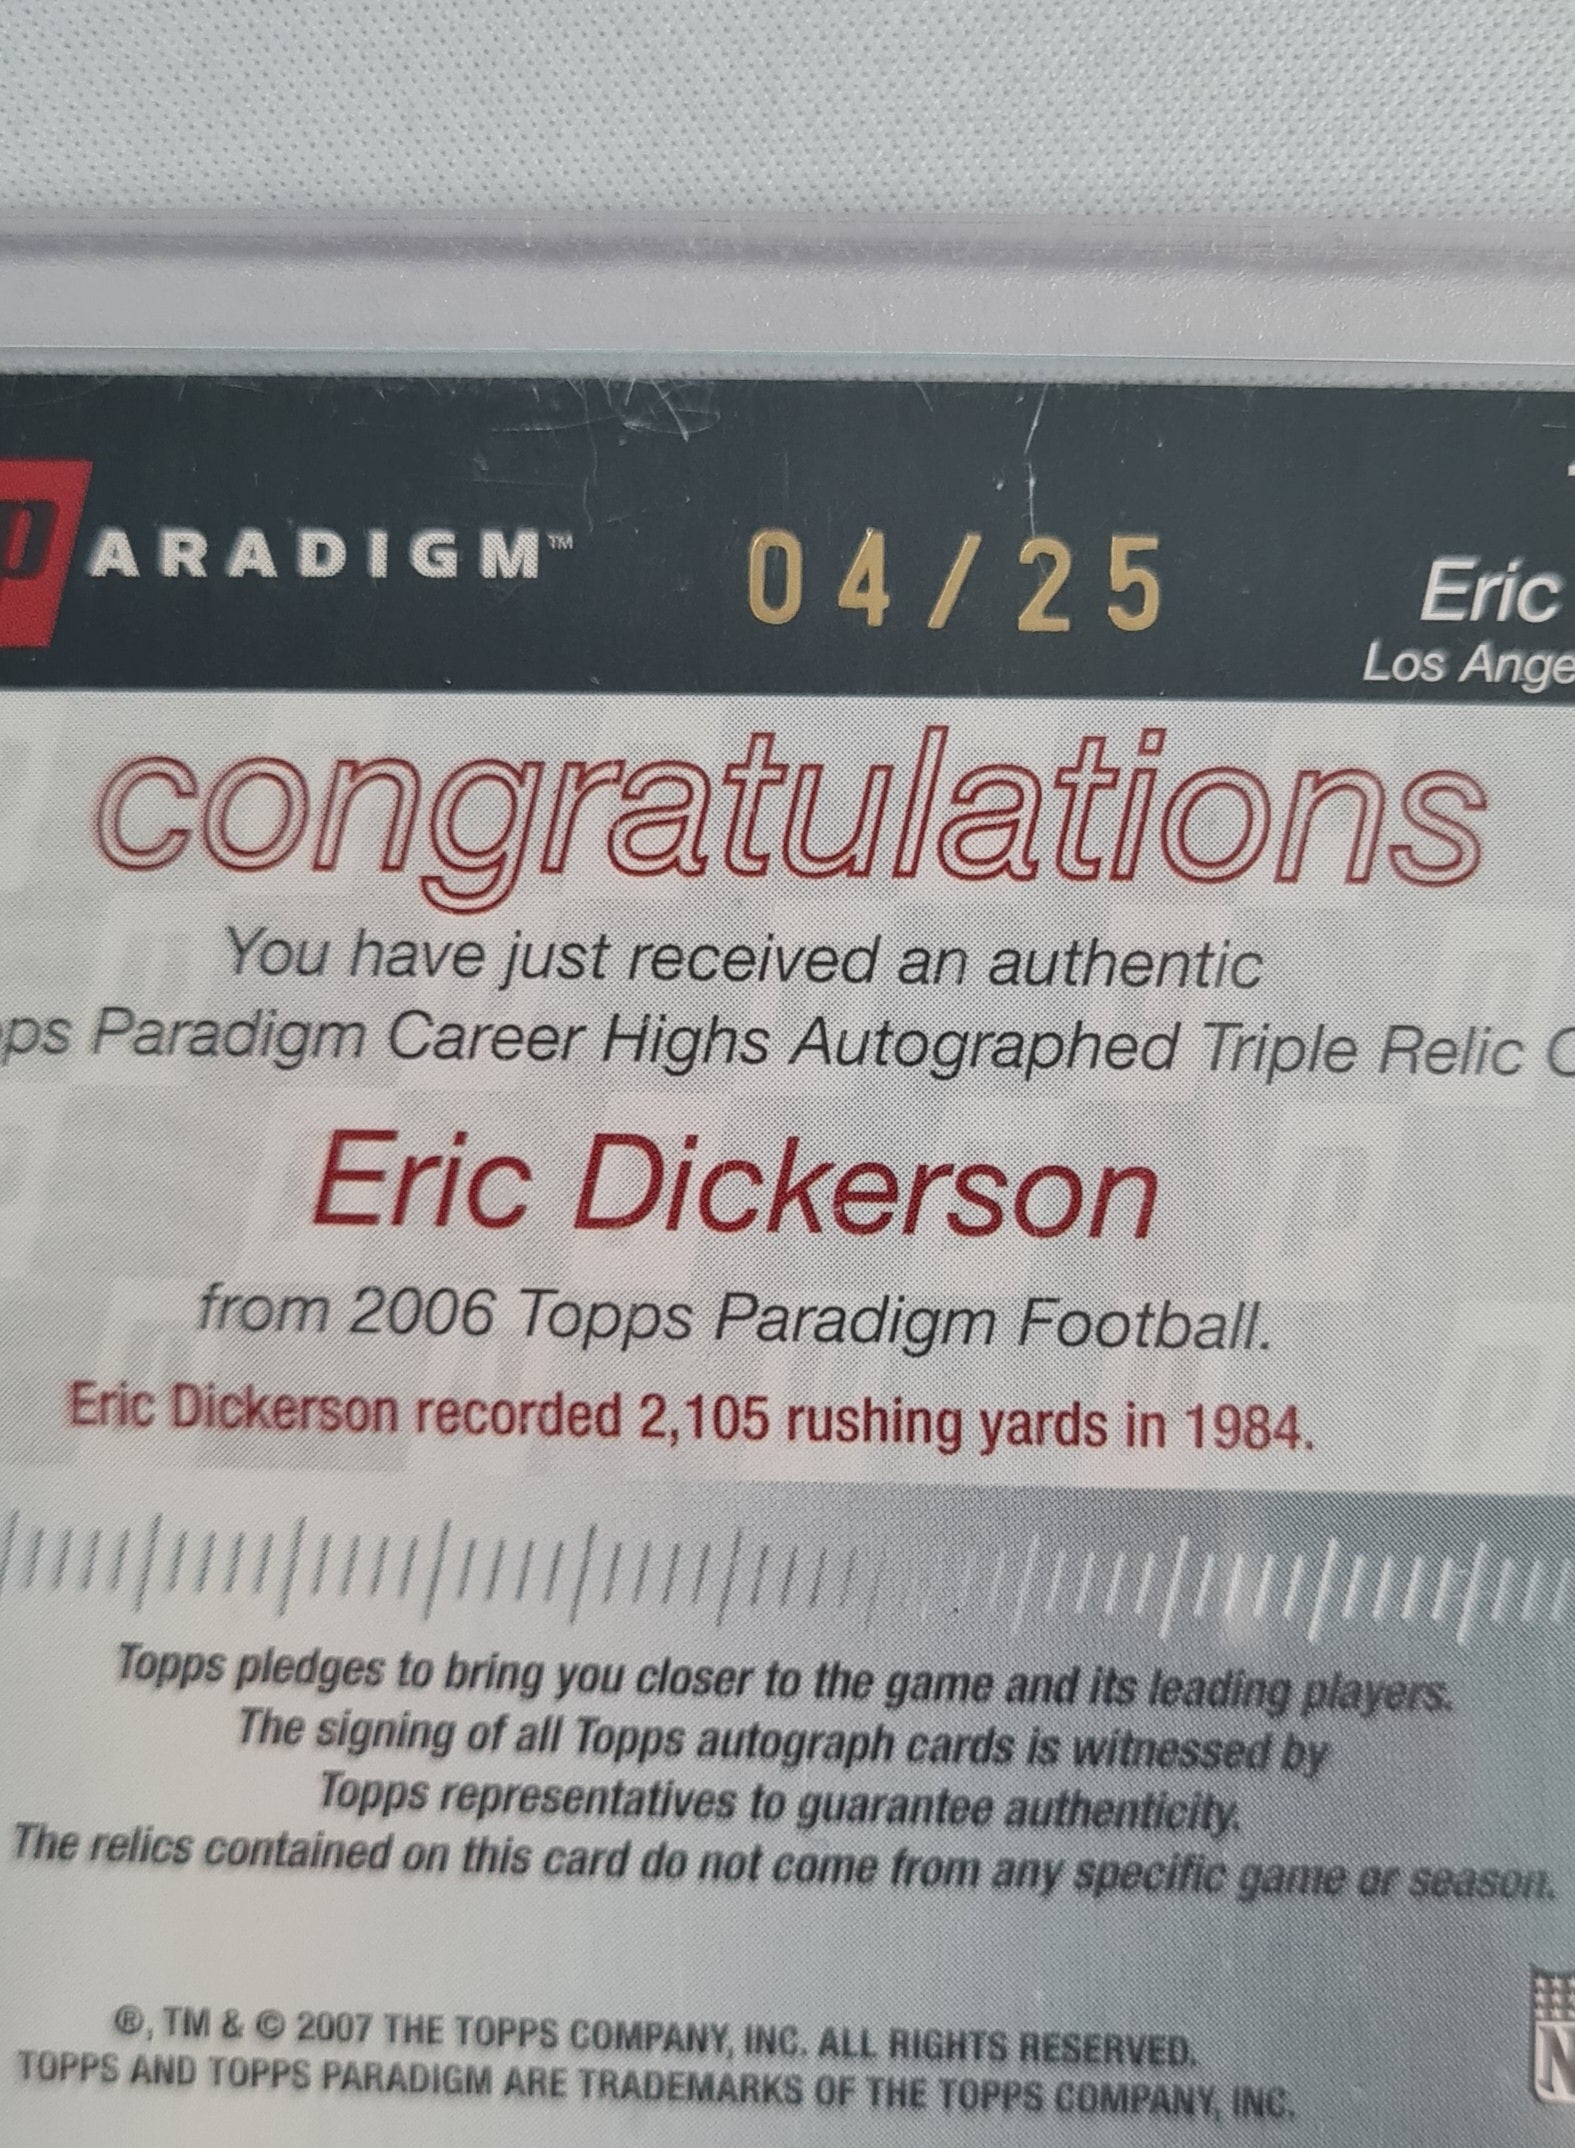 PARADIGM™ 04/25 Eric
Los Ange
congratulations
You have just received an authentic
ps Paradigm Career Highs Autographed Triple Relic C
Eric Dickerson
from 2006 Topps Paradigm Football.
Eric Dickerson recorded 2,105 rushing yards in 1984.
Topps pledges to bring you closer to the game and its leading players.
The signing of all Topps autograph cards is witnessed by
Topps representatives to guarantee authenticity.
The relics contained on this card do not come from any specific game or season.
®, TM & © 2007 THE TOPPS COMPANY, INC. ALL RIGHTS RESERVED.
TOPPS AND TOPPS PARADIGM ARE TRADEMARKS OF THE TOPPS COMPANY, INC.
N